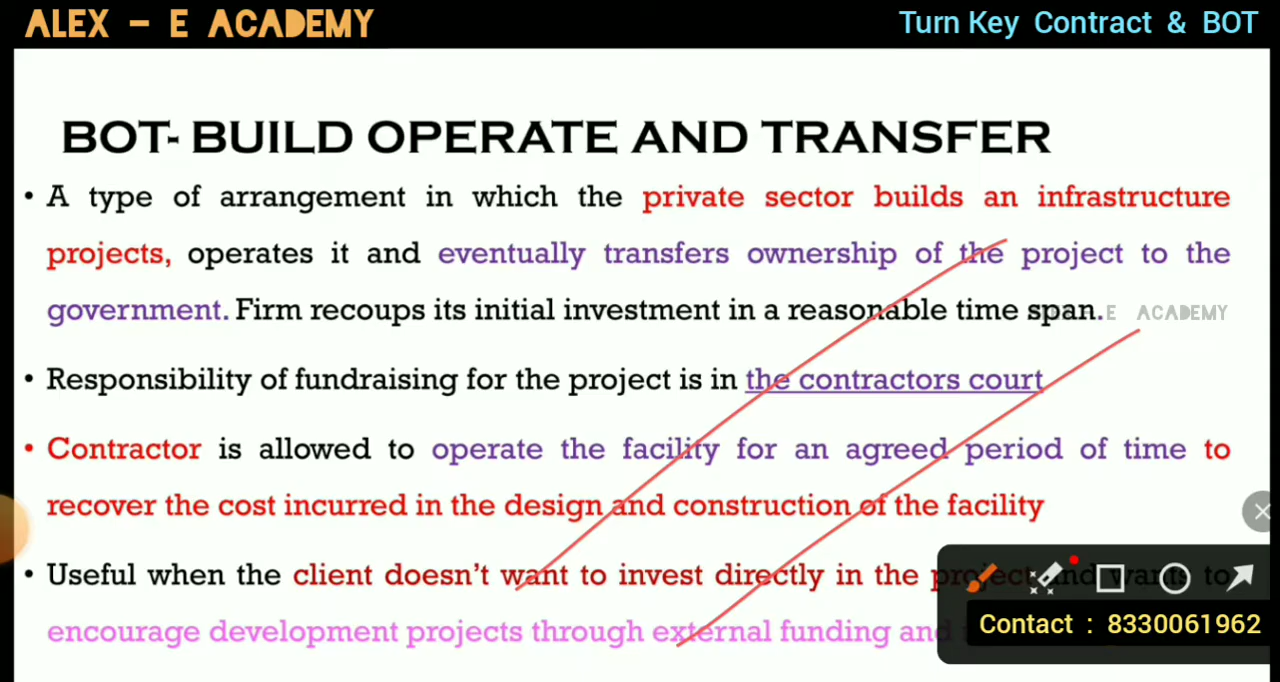 ALEX – E ACADEMY
Turn Key Contract & BOT
BOT- BUILD OPERATE AND TRANSFER
• A type of arrangement in which the private sector builds an infrastructure
projects, operates it and eventually transfers ownership of the project to the
government. Firm recoups its initial investment in a reasonable time span.
E ACADEMY
• Responsibility of fundraising for the project is in the contractors court
• Contractor is allowed to operate the facility for an agreed period of time to
recover the cost incurred in the design and construction of the facility
• Useful when the client doesn't want to invest directly in the project and wants to
encourage development projects through external funding and
Contact : 8330061962